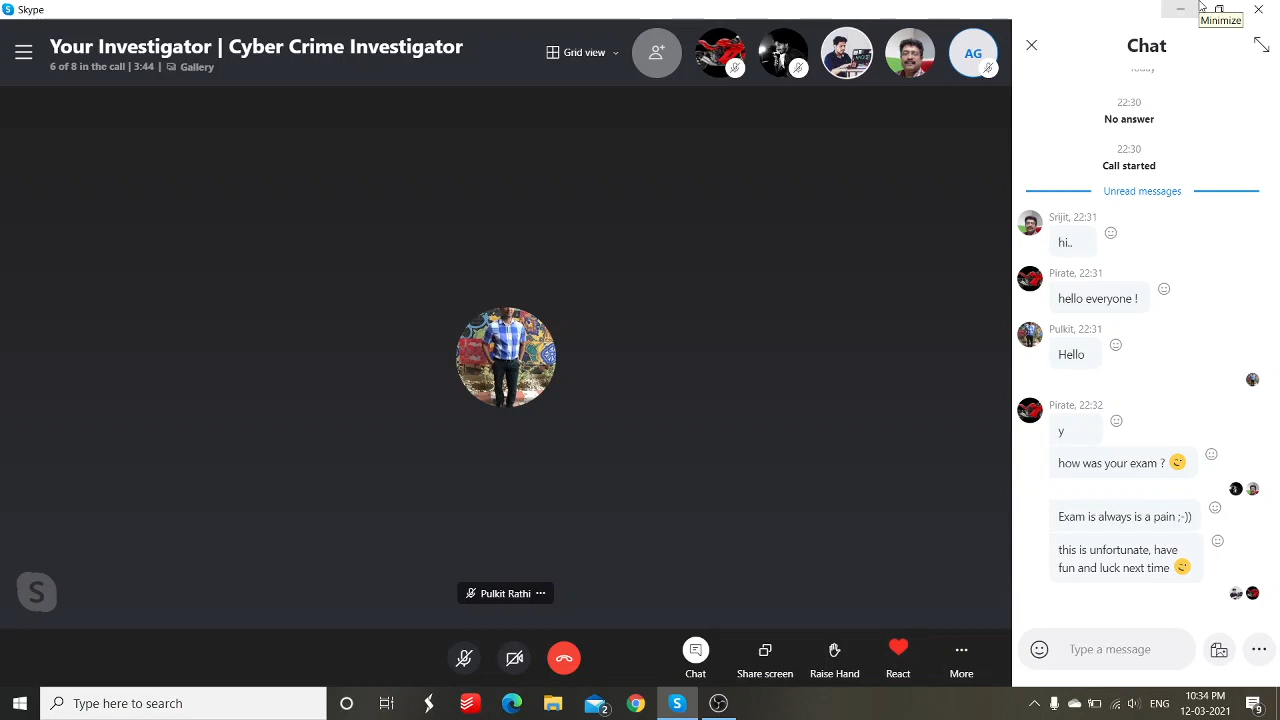 Skype
Minimize
Your Investigator | Cyber Crime Investigator
6 of 8 in the call | 3:44 | Gallery
Grid view
AG
Chat
Today
22:30
No answer
22:30
Call started
Unread messages
Srijit, 22:31
hi..
Pirate, 22:31
hello everyone !
Pulkit, 22:31
Hello
Pirate, 22:32
y
how was your exam ?
Exam is always is a pain ;-))
this is unfortunate, have
fun and luck next time
Pulkit Rathi
Type a message
Chat
Share screen
Raise Hand
React
More
Type here to search
2
ENG
10:34 PM
12-03-2021
9